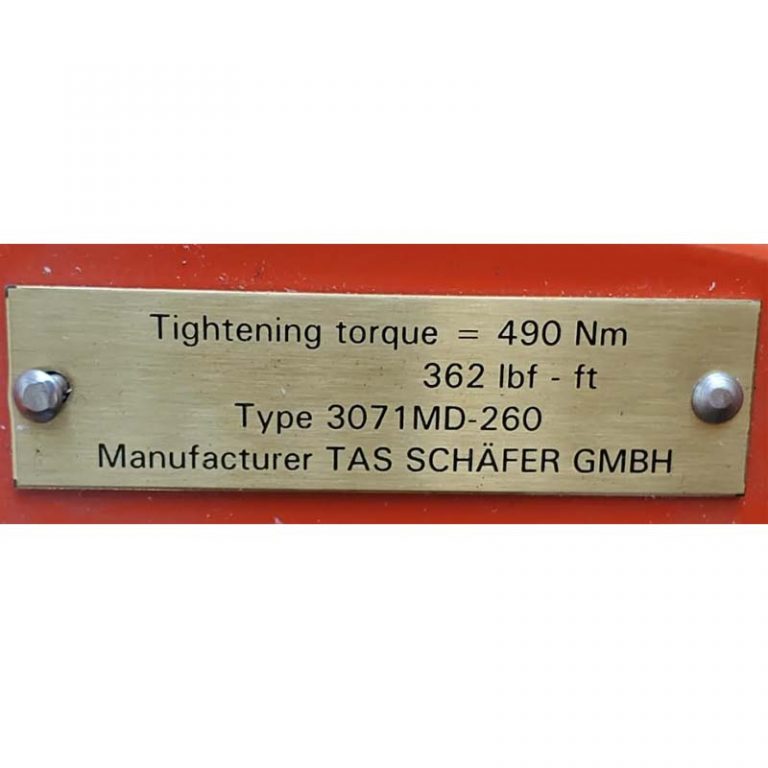 Tightening torque = 490 Nm
362 lbf - ft
Type 3071MD-260
Manufacturer TAS SCHÄFER GMBH